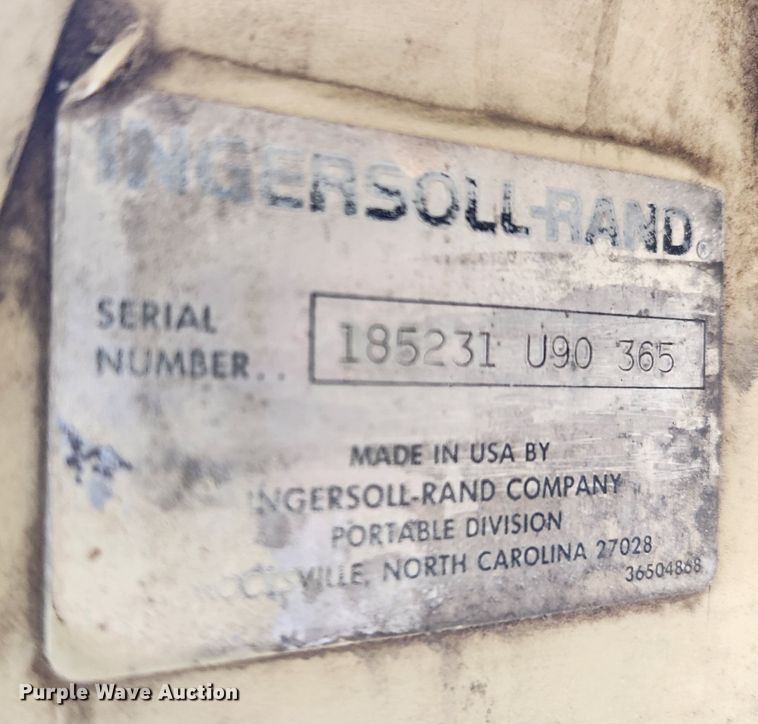 INGERSOLL-RAND®
SERIAL
NUMBER..
185231 U90 365
MADE IN USA BY
INGERSOLL-RAND COMPANY
PORTABLE DIVISION
MOCKSVILLE, NORTH CAROLINA 27028
36504868
Purple Wave Auction